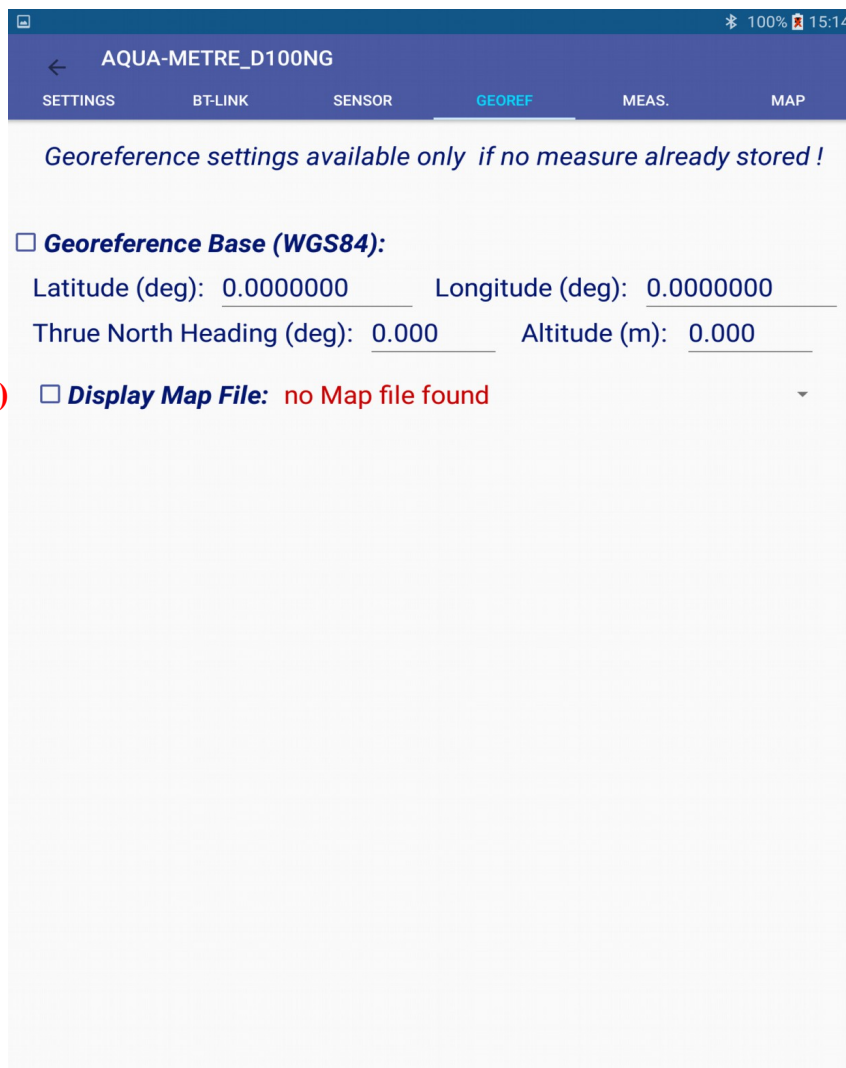 100% 15:14
AQUA-METRE_D100NG
SETTINGS BT-LINK SENSOR GEOREF MEAS. MAP
Georeference settings available only if no measure already stored !
Georeference Base (WGS84):
Latitude (deg): 0.0000000 Longitude (deg): 0.0000000
Thrue North Heading (deg): 0.000 Altitude (m): 0.000
) Display Map File: no Map file found